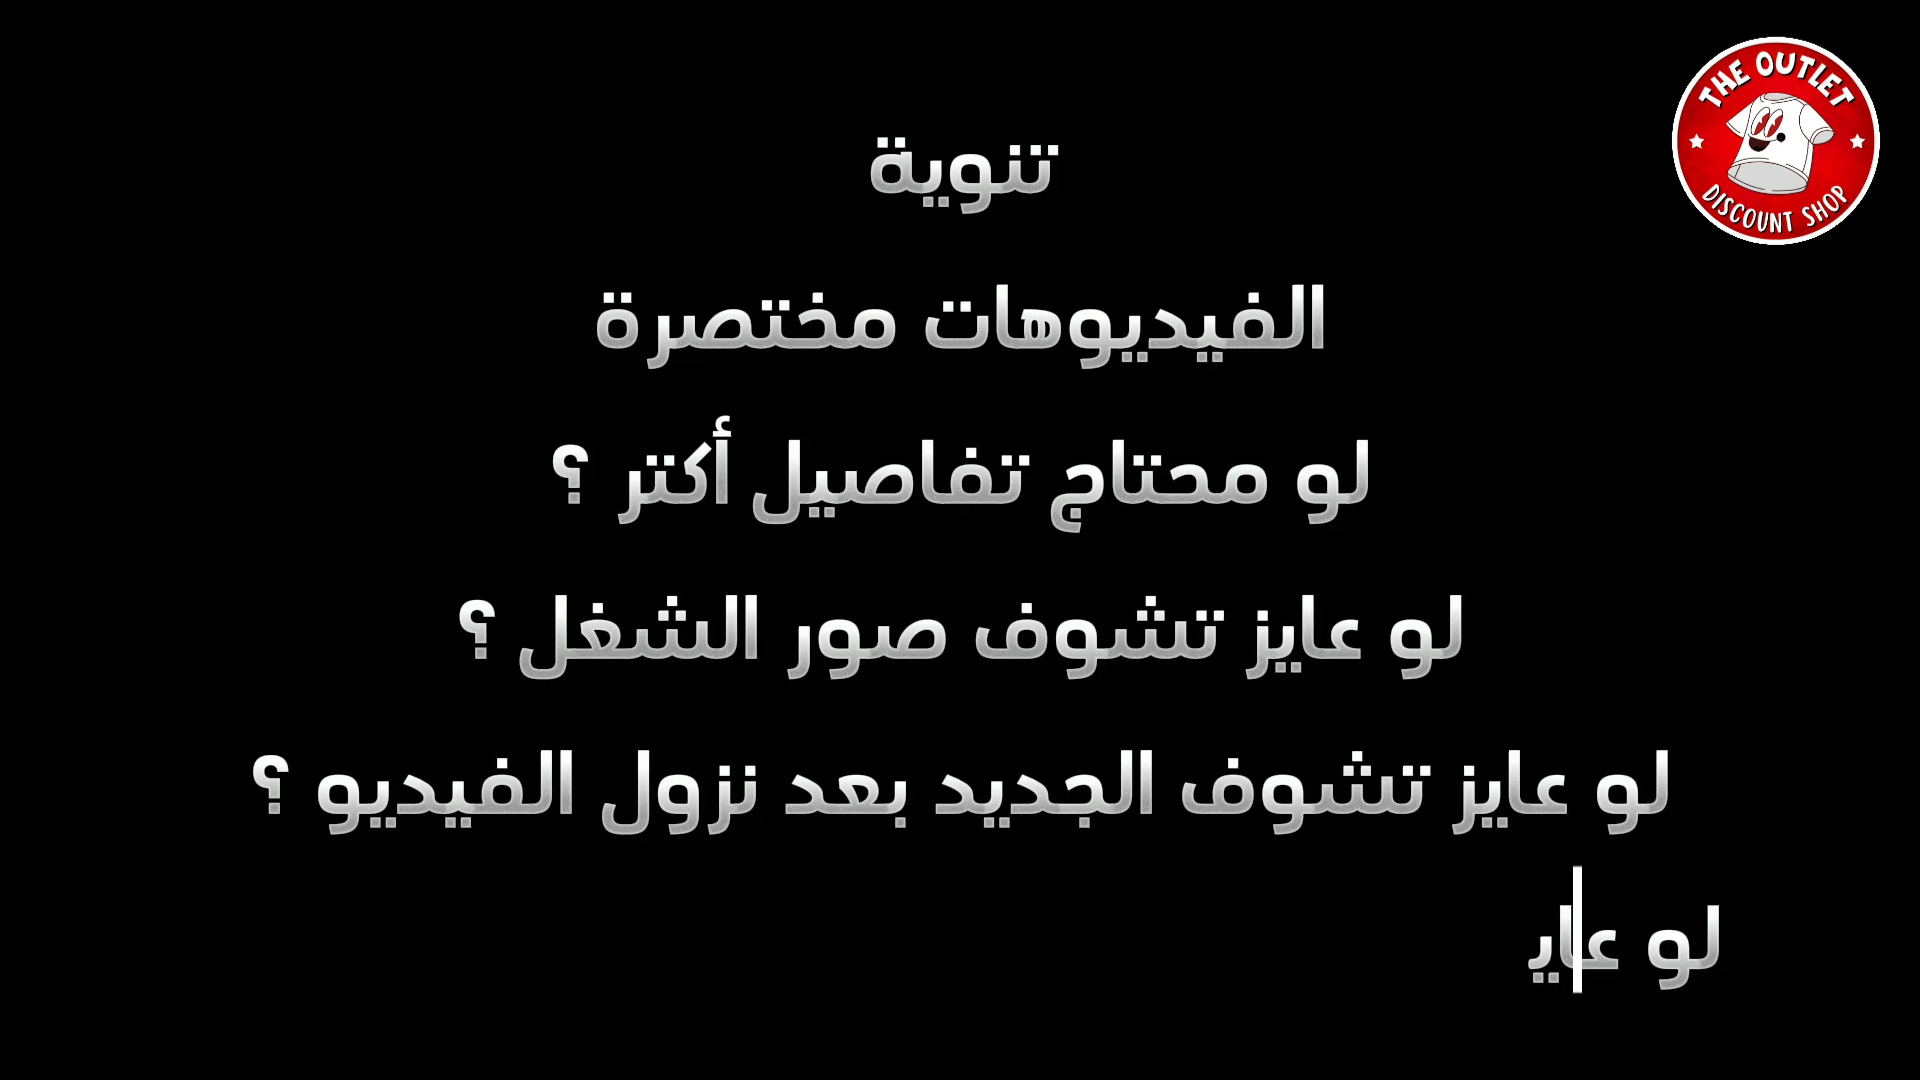 THE OUTLET
DISCOUNT SHOP
تنوية
الفيديوهات مختصرة
لو محتاج تفاصيل أكتر ؟
لو عايز تشوف صور الشغل ؟
لو عايز تشوف الجديد بعد نزول الفيديو ؟
لو عاي